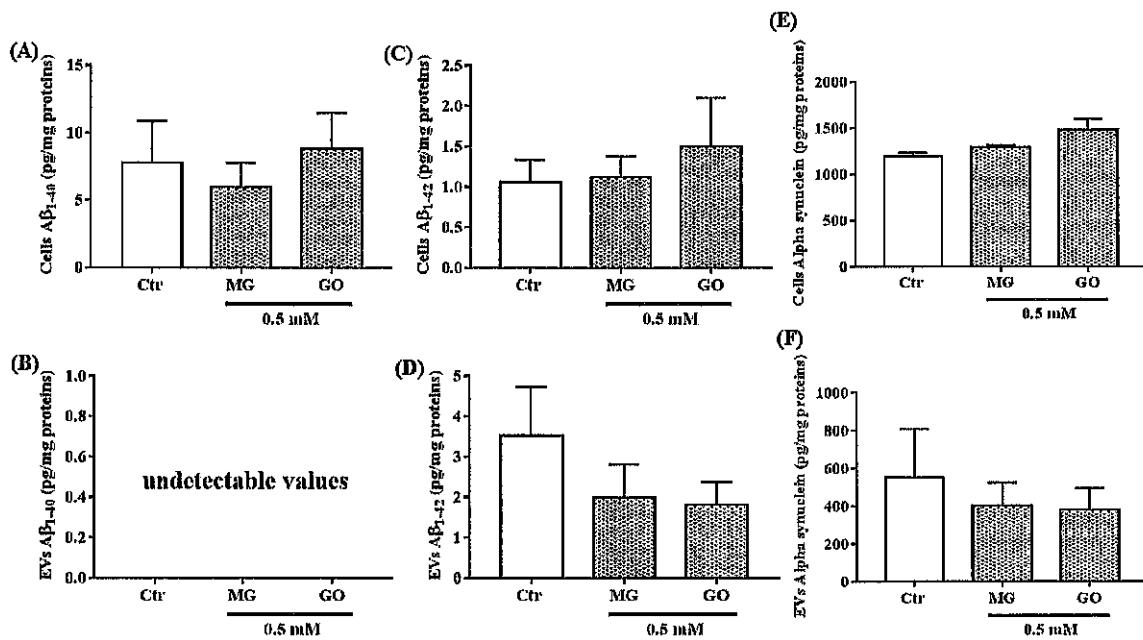 (A)
Cells Aβ1-40 (pg/mg proteins)
15
10
5
0
Ctr MG GO
0.5 mM
(C)
Cells Aβ1-42 (pg/mg proteins)
2.5
2.0
1.5
1.0
0.5
0.0
Ctr MG GO
0.5 mM
(E)
Cells Alpha synuclein (pg/mg proteins)
2000
1500
1000
500
0
Ctr MG GO
0.5 mM
(B)
EVs Aβ1-40 (pg/mg proteins)
1.0
0.8
0.6
0.4
0.2
0.0
undetectable values
Ctr MG GO
0.5 mM
(D)
EVs Aβ1-42 (pg/mg proteins)
5
4
3
2
1
0
Ctr MG GO
0.5 mM
(F)
EVs Alpha synuclein (pg/mg proteins)
1000
800
600
400
200
0
Ctr MG GO
0.5 mM